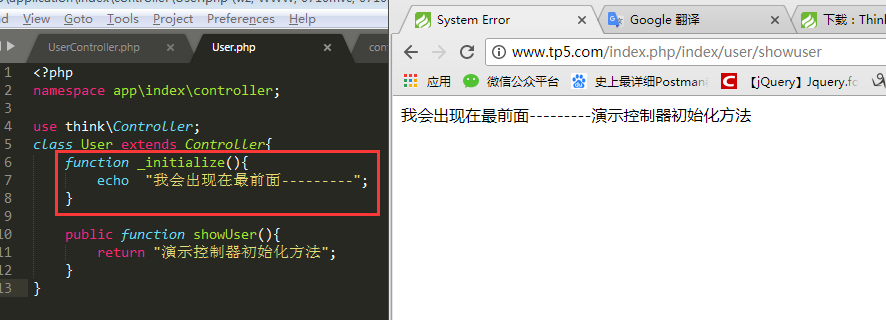 View Goto Tools Project Preferences Help
UserController.php × User.php ×
1 <?php
2 namespace app\index\controller;
3
4 use think\Controller;
5 class User extends Controller{
6 function _initialize(){
7 echo "我会出现在最前面---------";
8 }
9
10 public function showUser(){
11 return "演示控制器初始化方法";
12 }
13 }
System Error × Google 翻译 × 下载：Thin
www.tp5.com/index.php/index/user/showuser
应用 微信公众平台 史上最详细Postman 【jQuery】Jquery.fo
我会出现在最前面---------演示控制器初始化方法